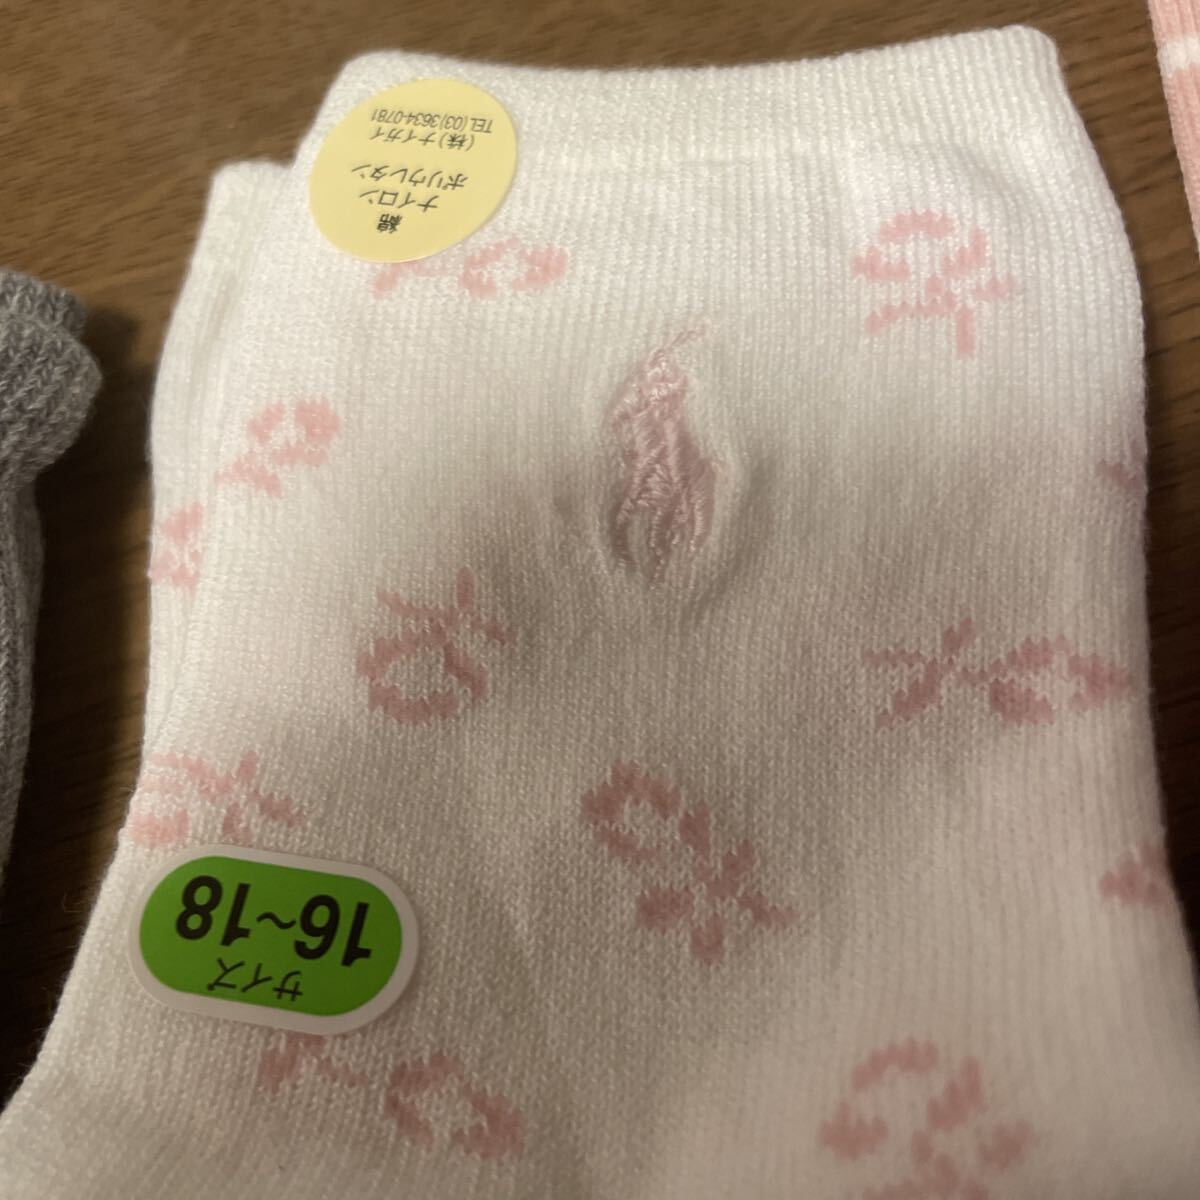 綿
ナイロン
ポリウレタン
(株)ナイガイ
TEL(03)3634-0781
サイズ
16~18